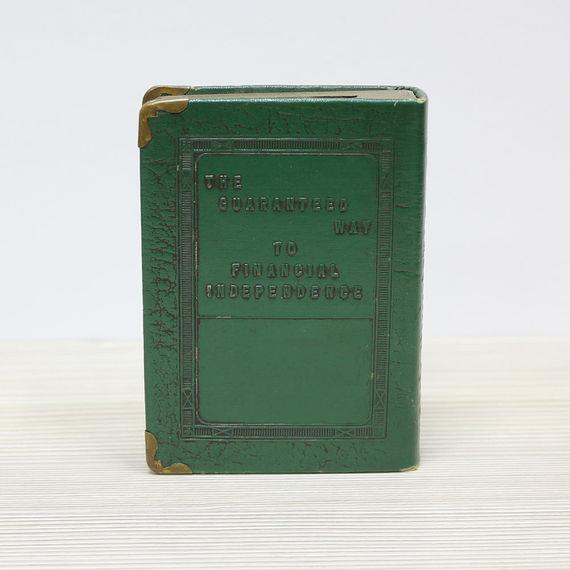 THE
GUARANTEED
WAY
TO
FINANCIAL
INDEPENDENCE